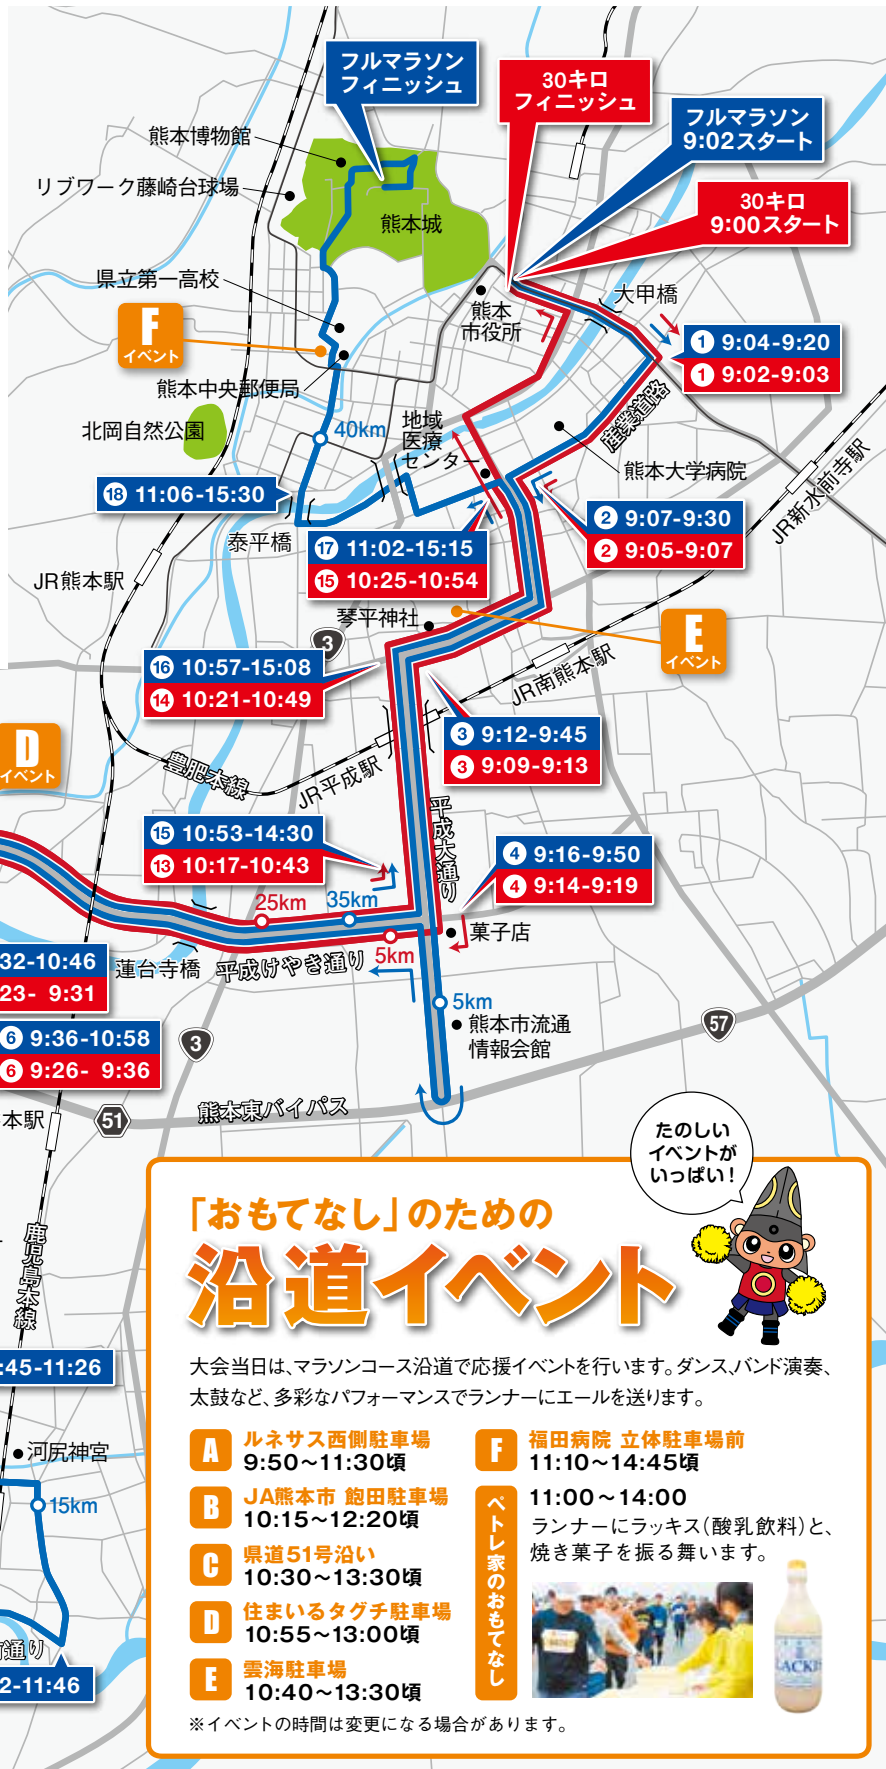 フルマラソン
フィニッシュ
30キロ
フィニッシュ
フルマラソン
9:02スタート
30キロ
9:00スタート
熊本博物館
リブワーク藤崎台球場
熊本城
県立第一高校
F
イベント
熊本
市役所
大甲橋
1 9:04-9:20
1 9:02-9:03
熊本中央郵便局
北岡自然公園
40km
地域
医療
センター
産業道路
熊本大学病院
JR新水前寺駅
18 11:06-15:30
2 9:07-9:30
2 9:05-9:07
泰平橋
17 11:02-15:15
15 10:25-10:54
JR熊本駅
琴平神社
3
E
イベント
16 10:57-15:08
14 10:21-10:49
JR南熊本駅
3 9:12-9:45
3 9:09-9:13
D
イベント
豊肥本線
JR平成駅
平成大通り
15 10:53-14:30
13 10:17-10:43
4 9:16-9:50
4 9:14-9:19
25km
35km
菓子店
5km
蓮台寺橋
平成けやき通り
32-10:46
23- 9:31
5km
熊本市流通
情報会館
57
3
6 9:36-10:58
6 9:26- 9:36
本駅
51
熊本東バイパス
鹿児島本線
:45-11:26
河尻神宮
15km
通り
2-11:46
たのしい
イベントが
いっぱい!
「おもてなし」のための
沿道イベント
大会当日は、マラソンコース沿道で応援イベントを行います。ダンス、バンド演奏、
太鼓など、多彩なパフォーマンスでランナーにエールを送ります。
A ルネサス西側駐車場
9:50〜11:30頃
B JA熊本市 飽田駐車場
10:15〜12:20頃
C 県道51号沿い
10:30〜13:30頃
D 住まいるタグチ駐車場
10:55〜13:00頃
E 雲海駐車場
10:40〜13:30頃
F 福田病院 立体駐車場前
11:10〜14:45頃
ペトレ家のおもてなし
11:00〜14:00
ランナーにラッキス(酸乳飲料)と、
焼き菓子を振る舞います。
※イベントの時間は変更になる場合があります。